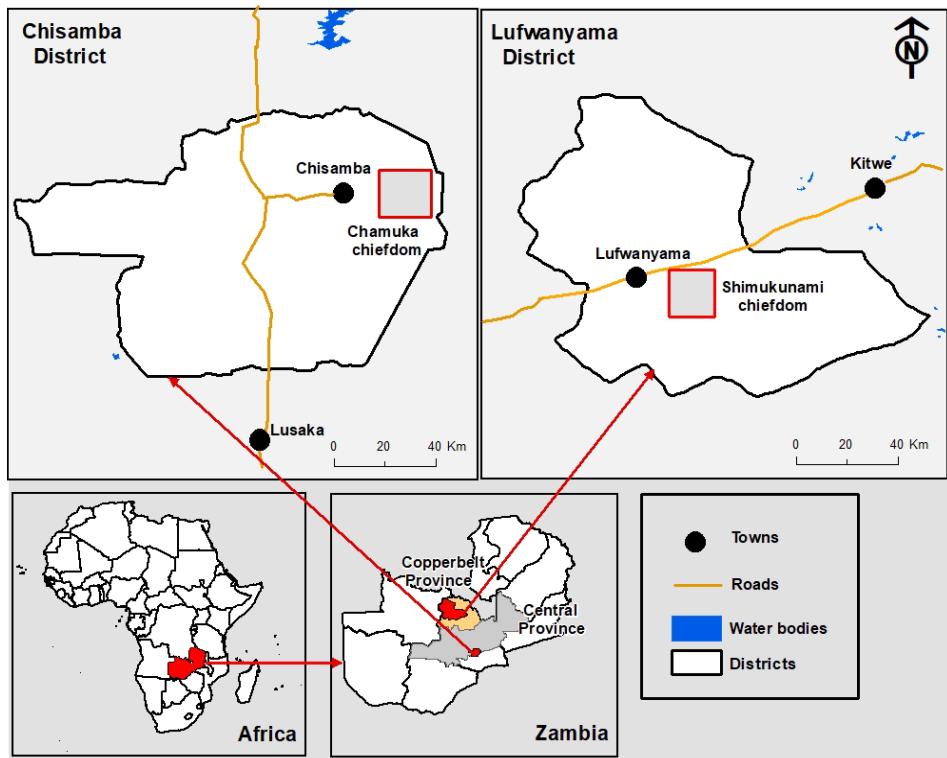 Chisamba
District
Chisamba
Chamuka
chiefdom
Lusaka
0 20 40 Km
Lufwanyama
District
N
Kitwe
Lufwanyama
Shimukunami
chiefdom
0 20 40 Km
Africa
Copperbelt
Province
Central
Province
Zambia
Towns
Roads
Water bodies
Districts